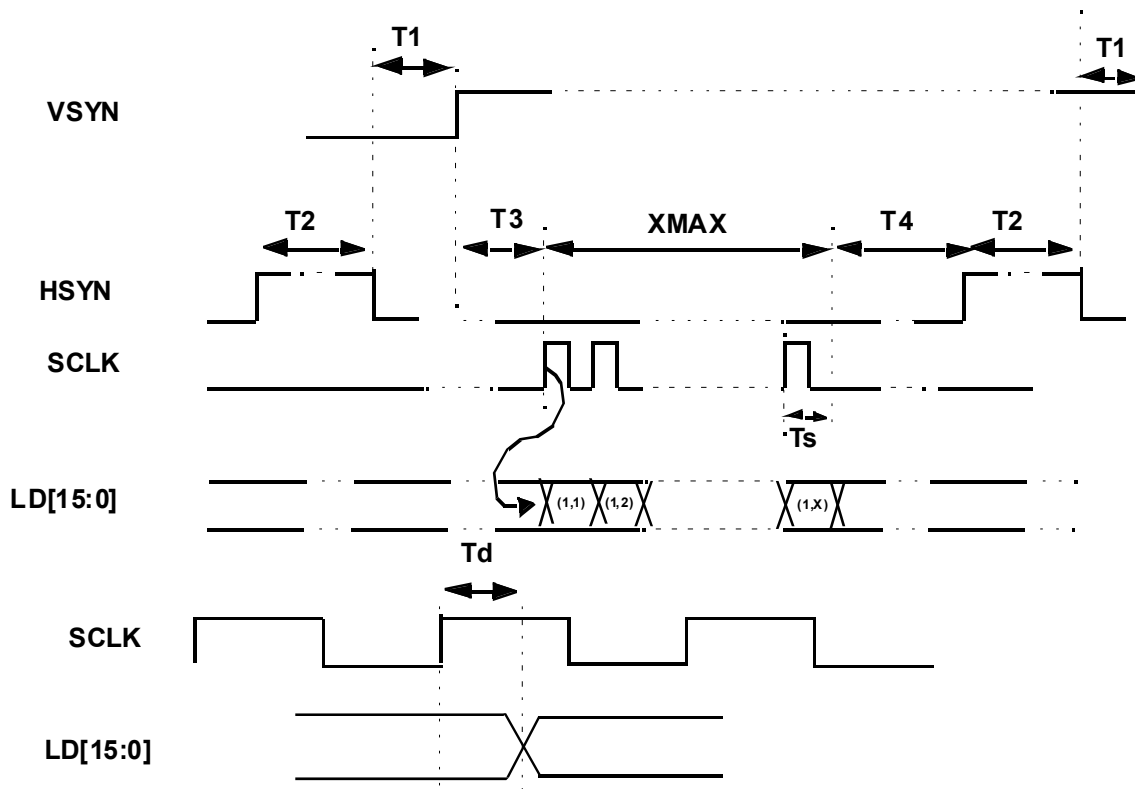 T1
T1
VSYN
T2
T3
XMAX
T4
T2
HSYN
SCLK
Ts
LD[15:0]
(1,1)
(1,2)
(1,X)
Td
SCLK
LD[15:0]